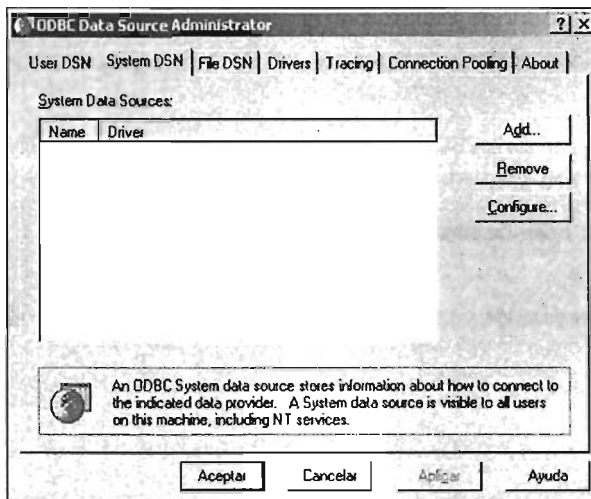 ODBC Data Source Administrator
User DSN System DSN File DSN Drivers Tracing Connection Pooling About
System Data Sources:
Name Driver
Add...
Remove
Configure...
An ODBC System data source stores information about how to connect to
the indicated data provider. A System data source is visible to all users
on this machine, including NT services.
Aceptar Cancelar Aplicar Ayuda